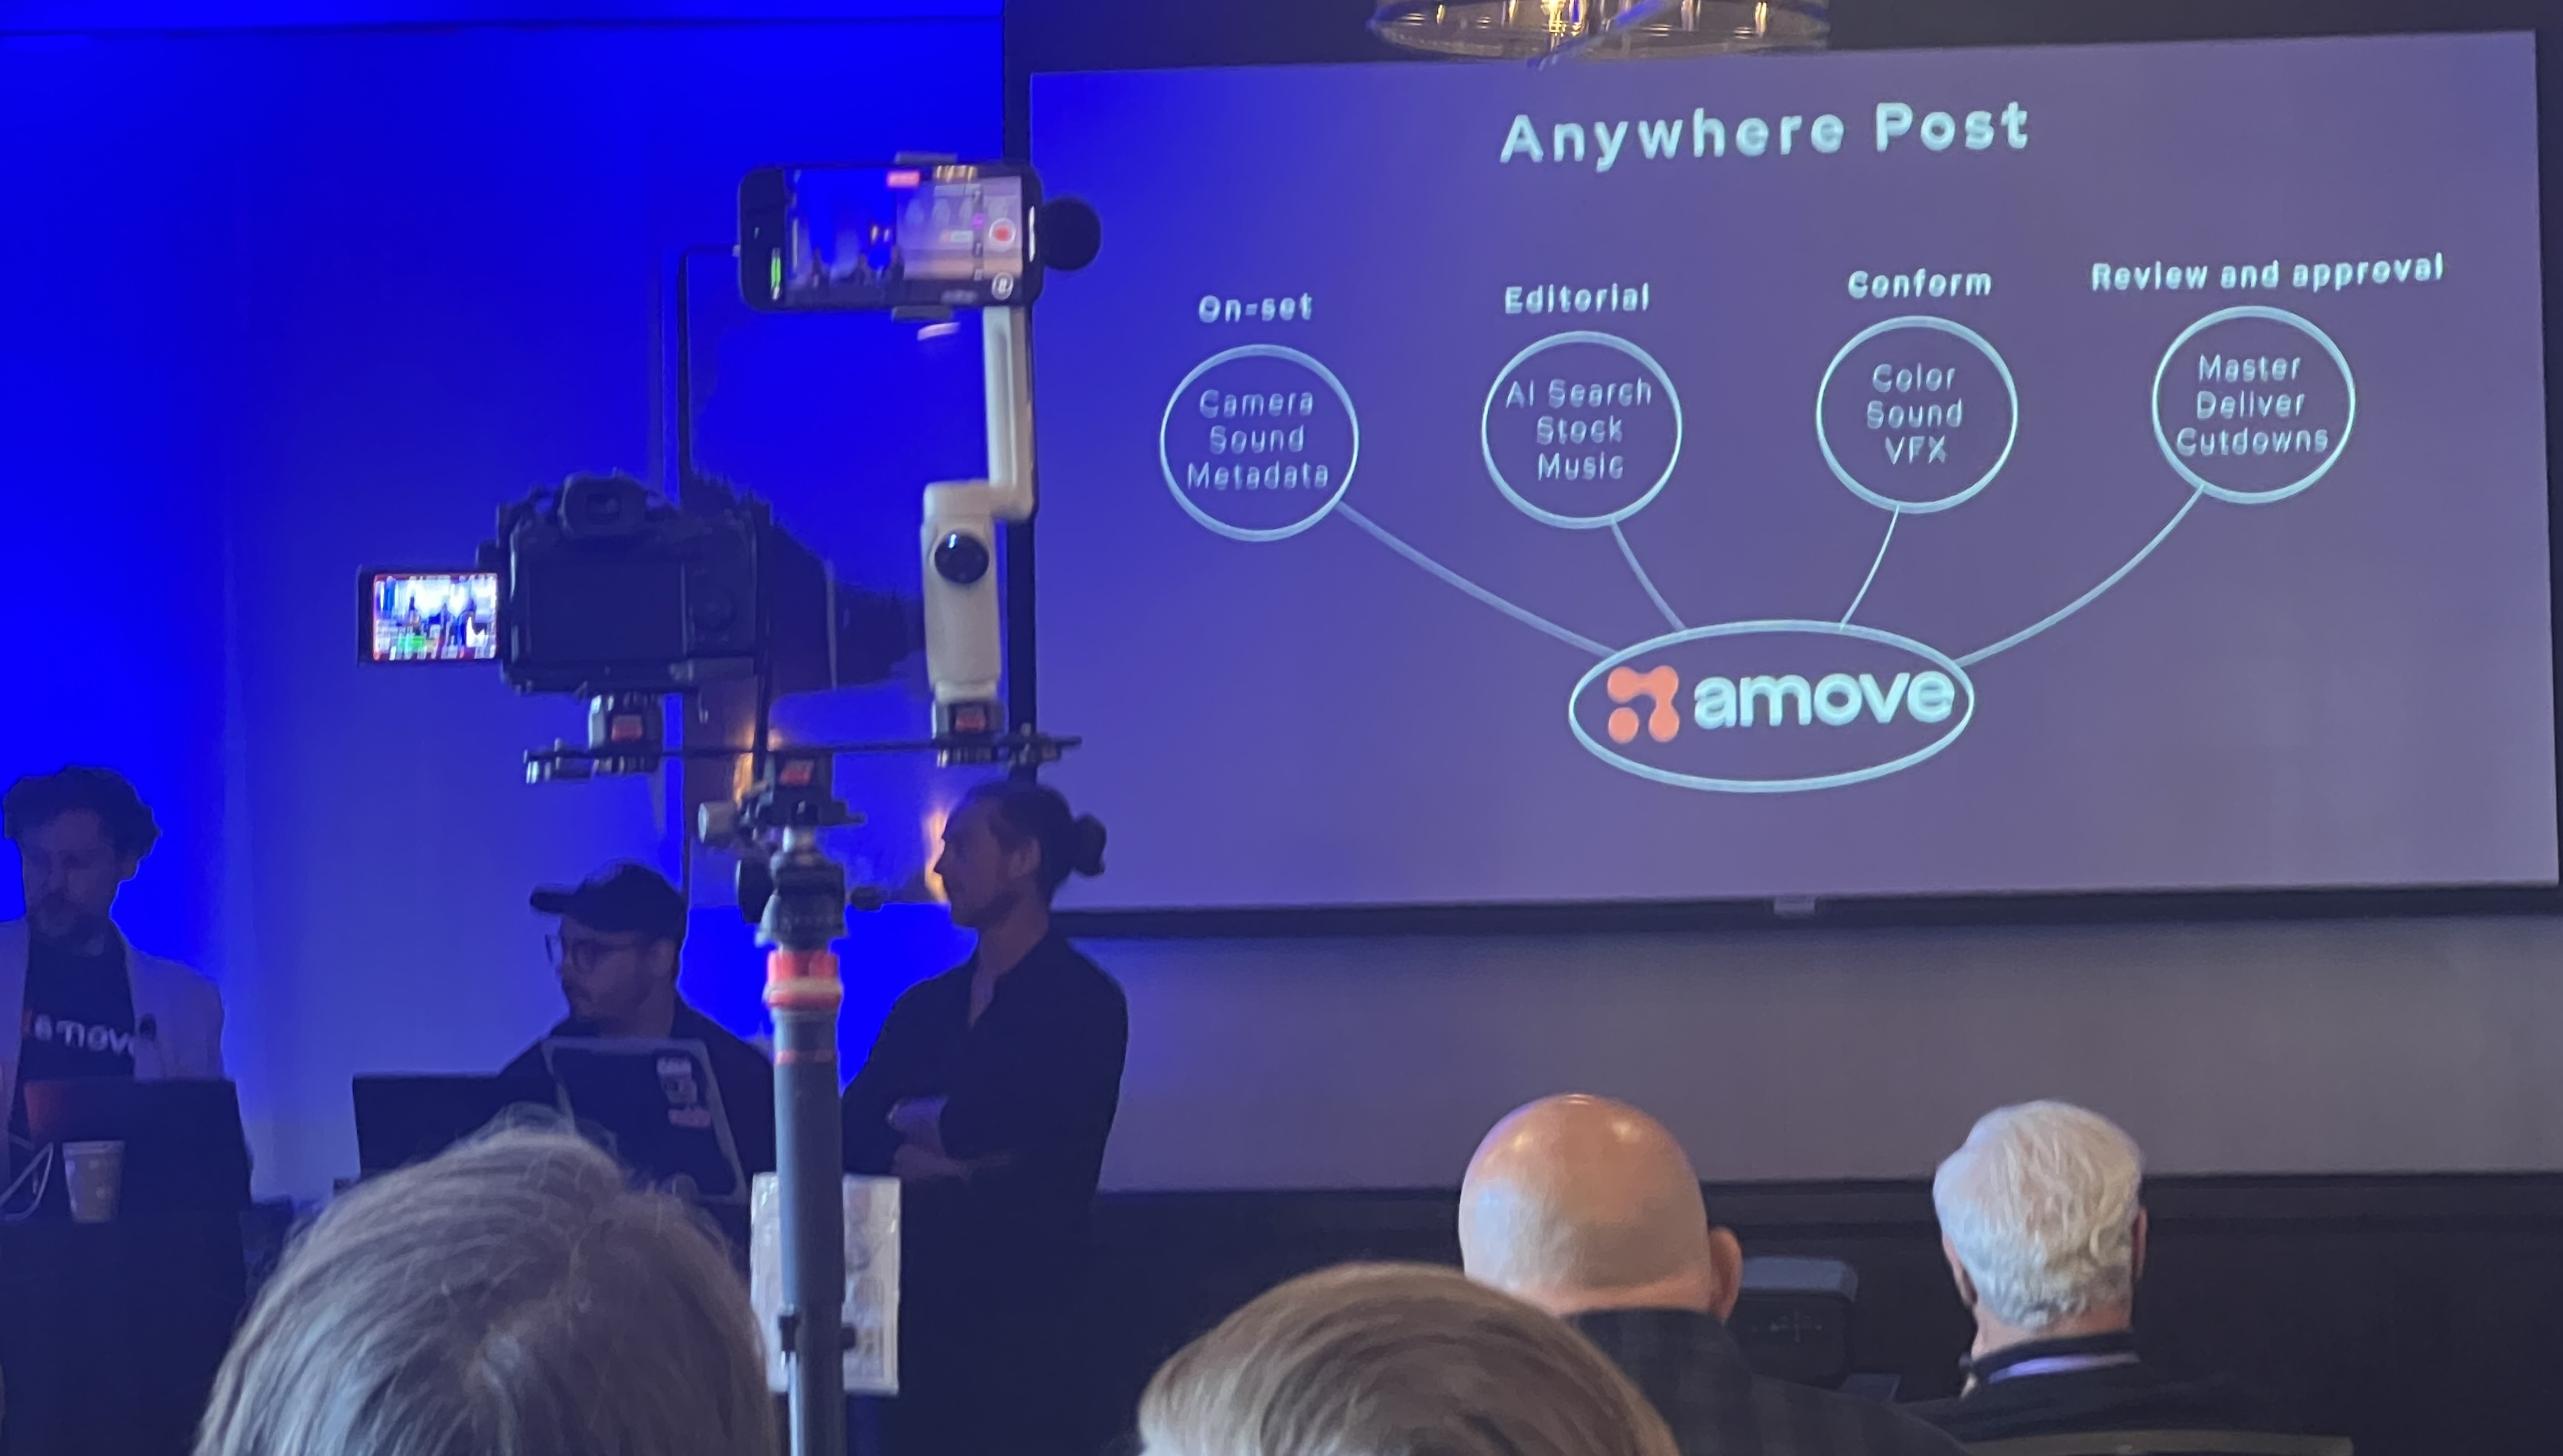 Anywhere Post
On-set
Camera
Sound
Metadata
Editorial
AI Search
Stock
Music
Conform
Color
Sound
VFX
Review and approval
Master
Deliver
Cutdowns
amove
amove